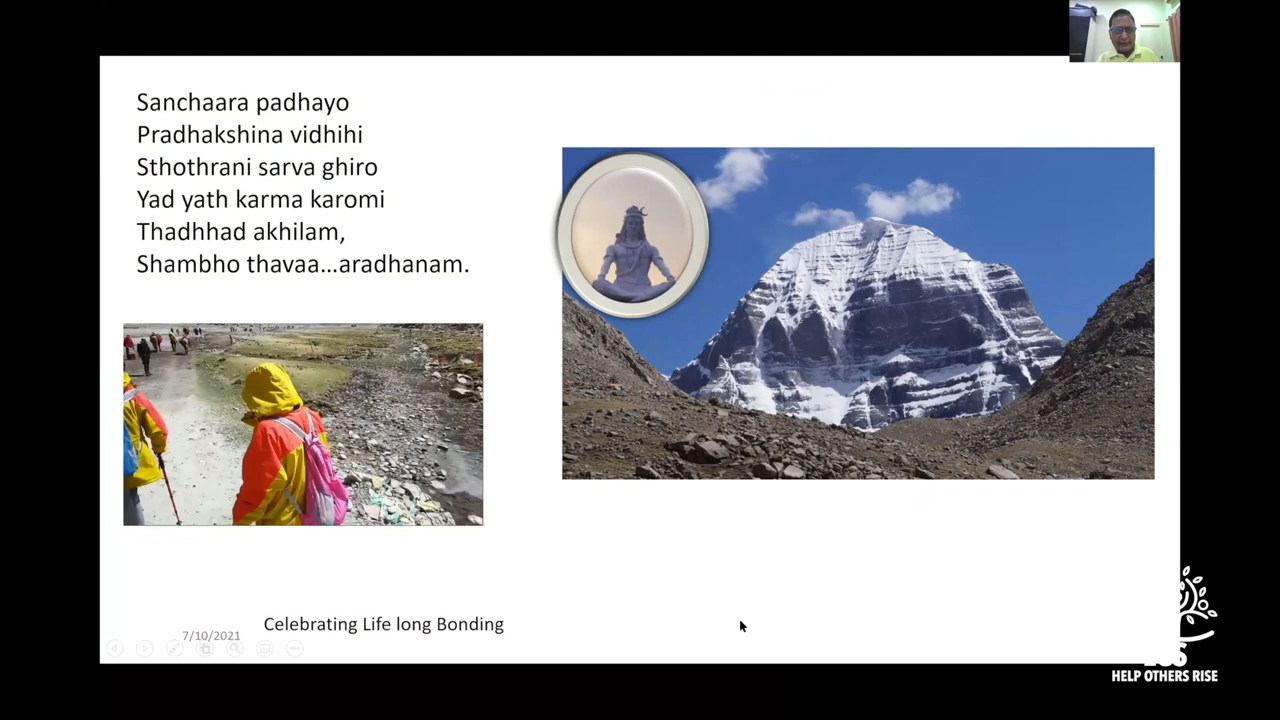 Sanchaara padhayo
Pradhakshina vidhihi
Sthothrani sarva ghiro
Yad yath karma karomi
Thadhhad akhilam,
Shambho thavaa...aradhanam.
7/10/2021
Celebrating Life long Bonding
HELP OTHERS RISE